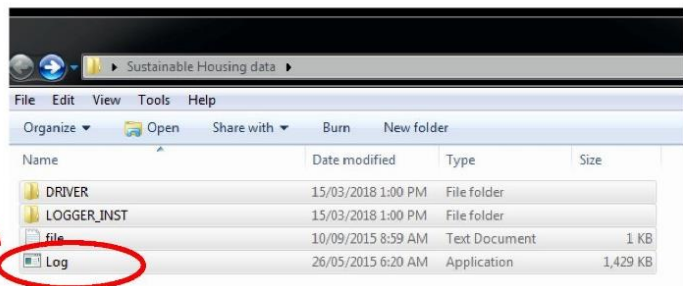 Sustainable Housing data
File Edit View Tools Help
Organize Open Share with Burn New folder
Name Date modified Type Size
DRIVER 15/03/2018 1:00 PM File folder
LOGGER_INST 15/03/2018 1:00 PM File folder
file 10/09/2015 8:59 AM Text Document 1 KB
Log 26/05/2015 6:20 AM Application 1,429 KB